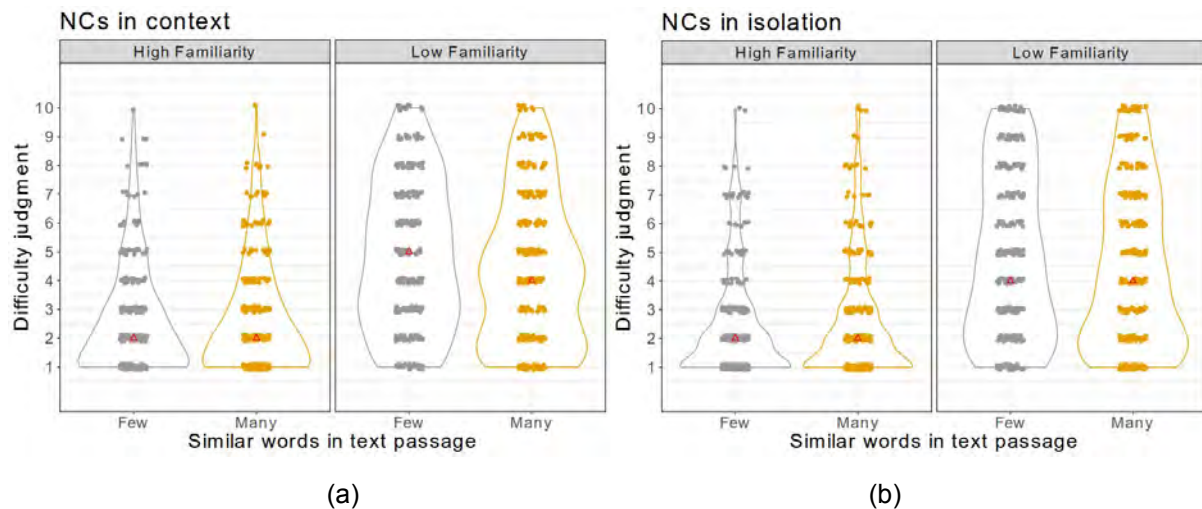 NCs in context
High Familiarity
Low Familiarity
Difficulty judgment
10
9
8
7
6
5
4
3
2
1
Few
Many
Few
Many
Similar words in text passage
(a)
NCs in isolation
High Familiarity
Low Familiarity
Difficulty judgment
10
9
8
7
6
5
4
3
2
1
Few
Many
Few
Many
Similar words in text passage
(b)